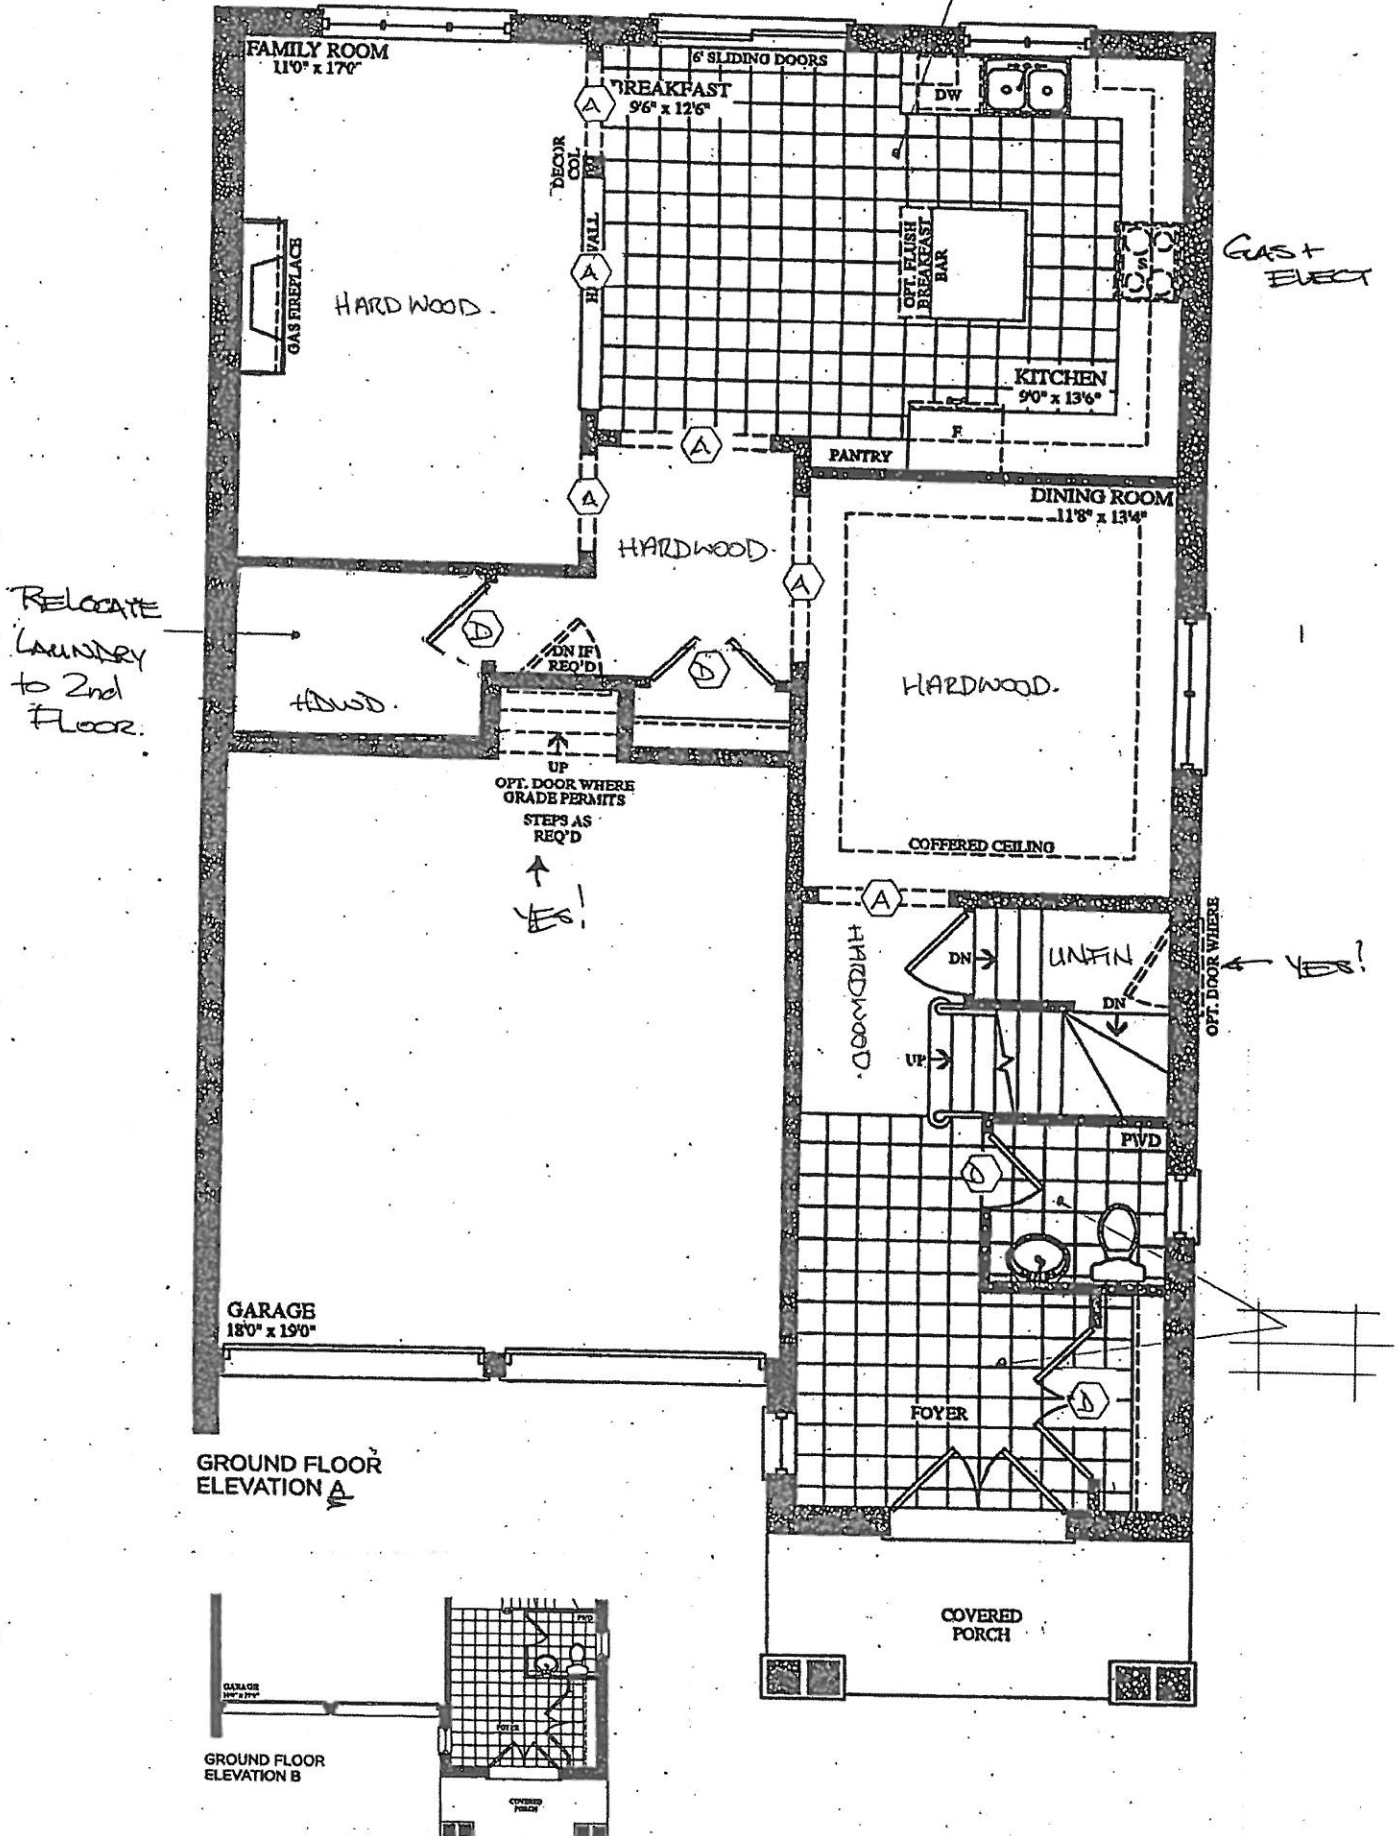 FAMILY ROOM
11'0" x 17'0"
6' SLIDING DOORS
BREAKFAST
9'6" x 12'6"
DW
A
DECOR
COL
GAS FIREPLACE
HARDWOOD.
A
OPT. FLUSH
BREAKFAST
BAR
S
GAS +
ELECT
KITCHEN
9'0" x 13'6"
F.
PANTRY
A
A
DINING ROOM
11'8" x 13'4"
HARDWOOD.
A
RELOCATE
LAUNDRY
to 2nd
FLOOR.
D
DN IF
REQ'D
D
HDWD.
HARDWOOD.
UP
OPT. DOOR WHERE
GRADE PERMITS
STEPS AS
REQ'D
YES!
COFFERED CEILING
A
HARDWOOD.
DN
UNFIN
DN
OPT. DOOR WHERE
YES!
UP
PWD
D
GARAGE
18'0" x 19'0"
FOYER
D
GROUND FLOOR
ELEVATION A
COVERED
PORCH
PWD
GARAGE
FOYER
GROUND FLOOR
ELEVATION B
COVERED
PORCH